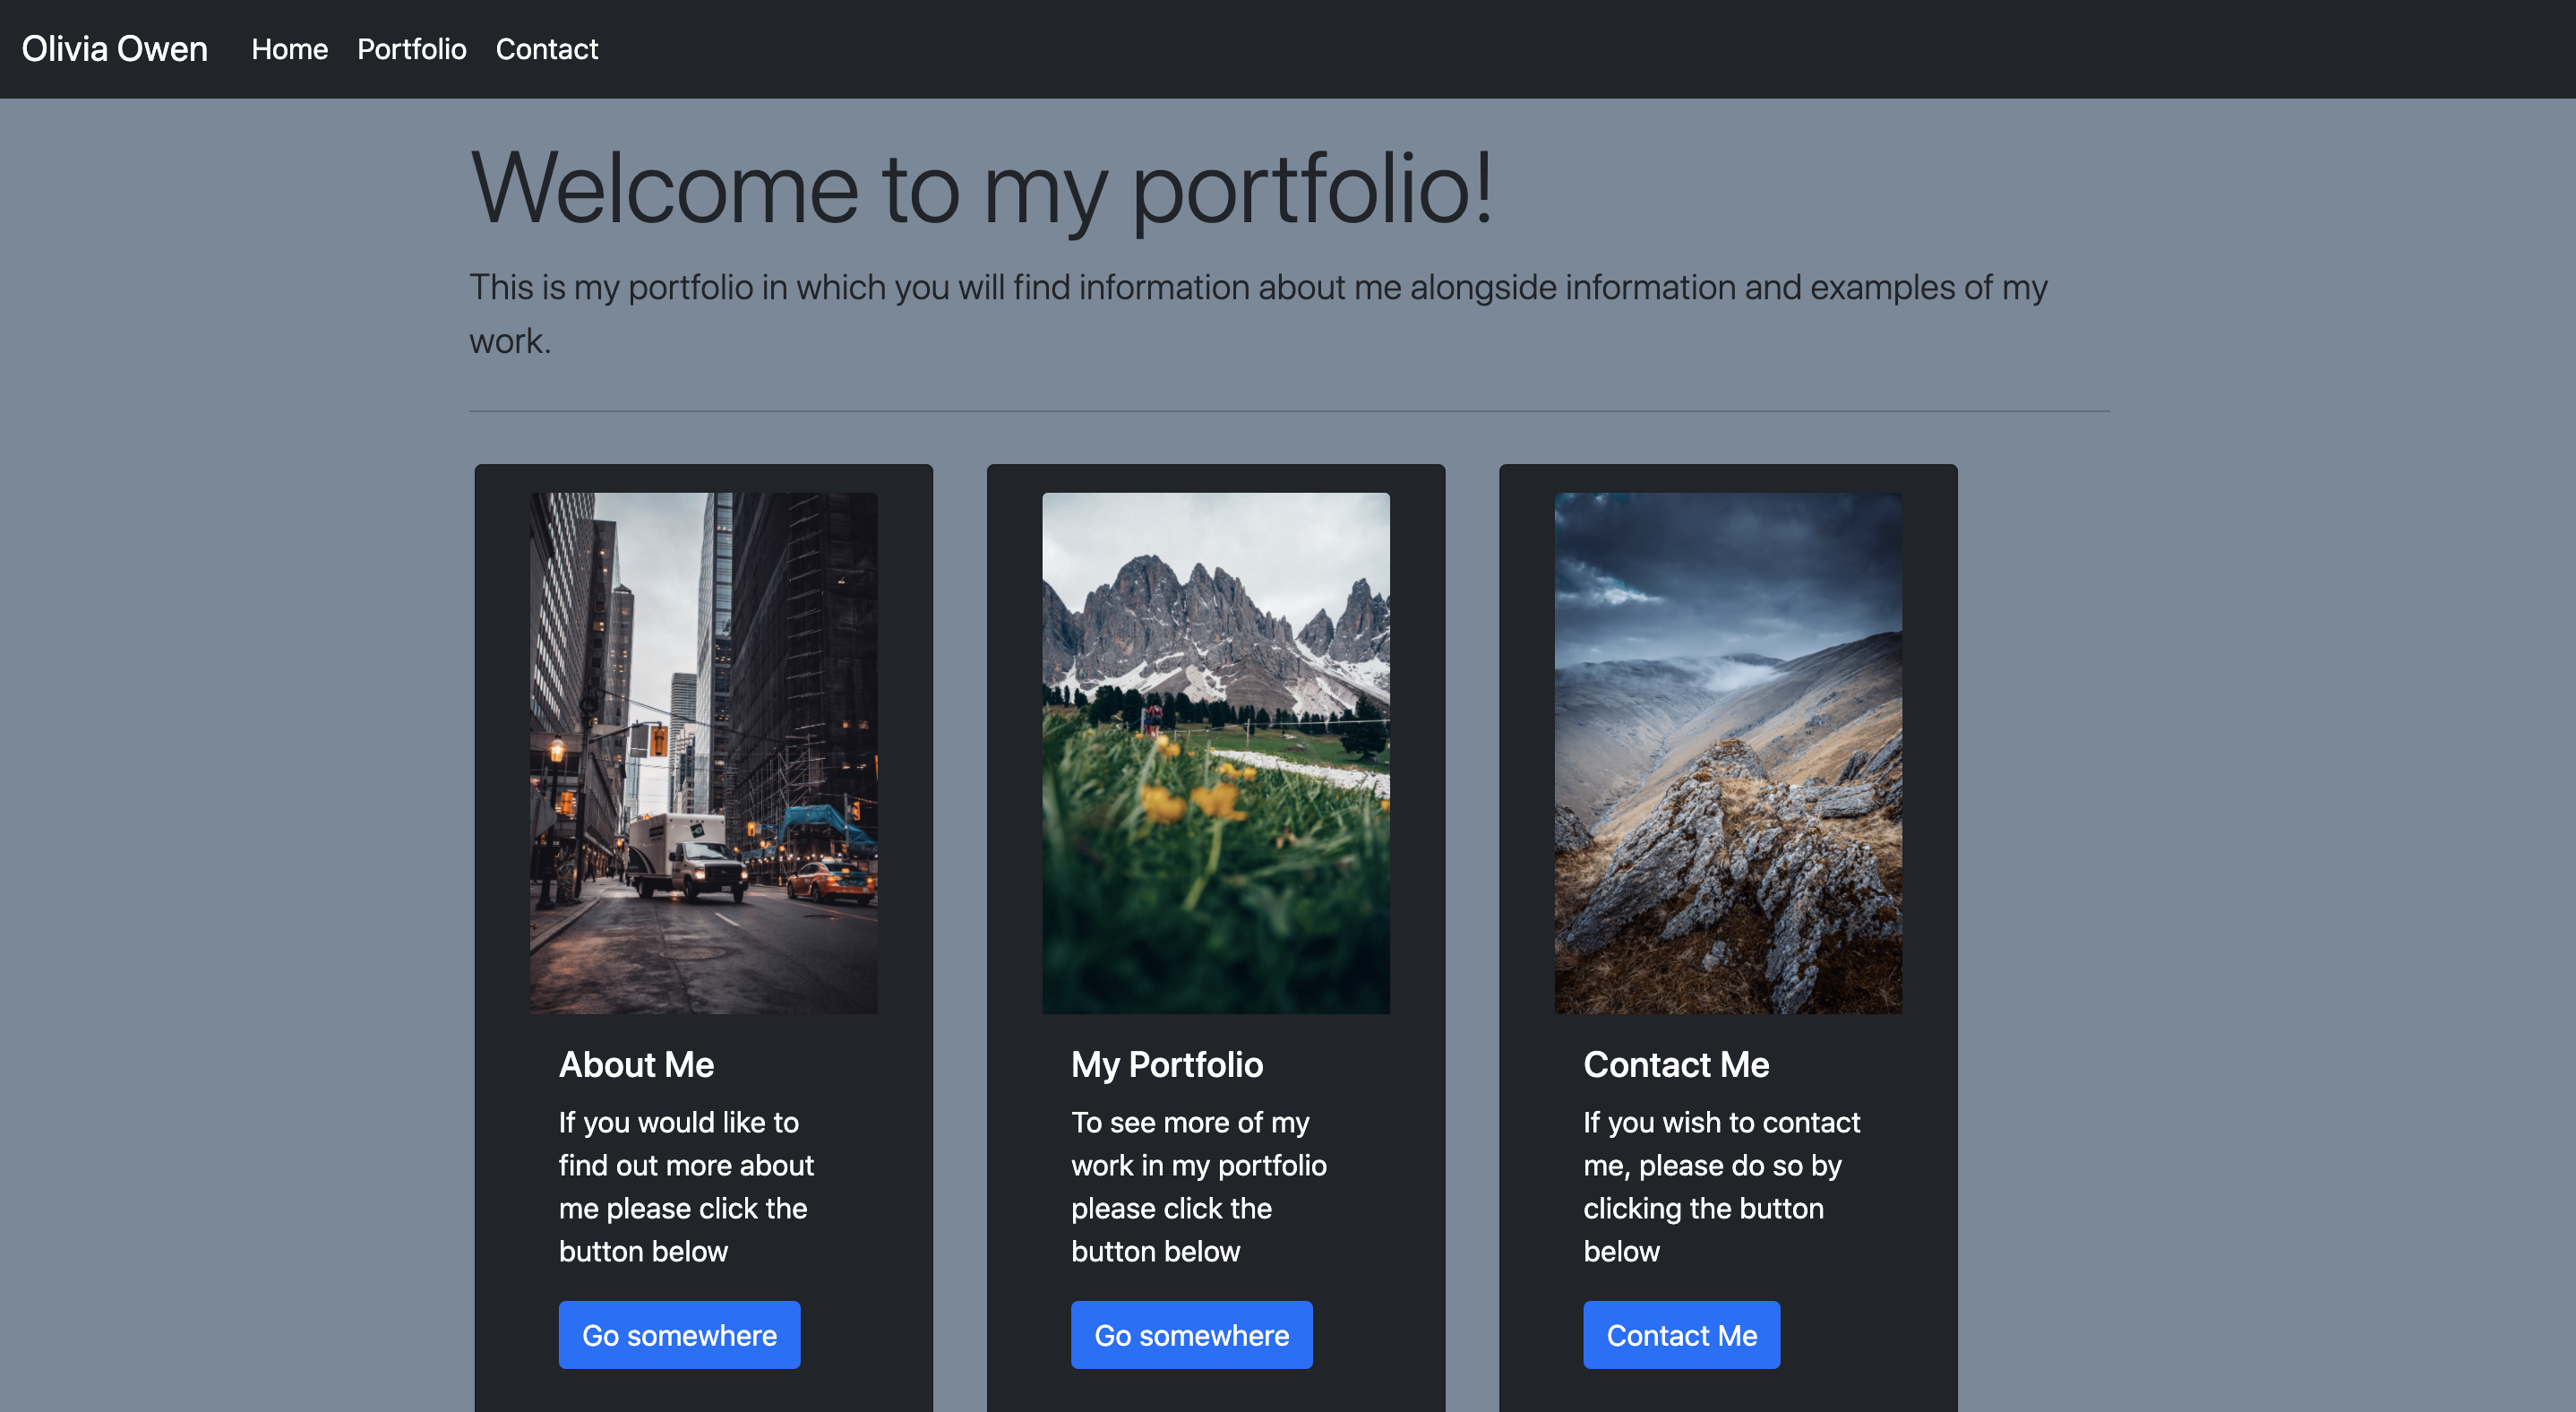 Olivia Owen Home Portfolio Contact
Welcome to my portfolio!
This is my portfolio in which you will find information about me alongside information and examples of my
work.
About Me
If you would like to
find out more about
me please click the
button below
Go somewhere
My Portfolio
To see more of my
work in my portfolio
please click the
button below
Go somewhere
Contact Me
If you wish to contact
me, please do so by
clicking the button
below
Contact Me